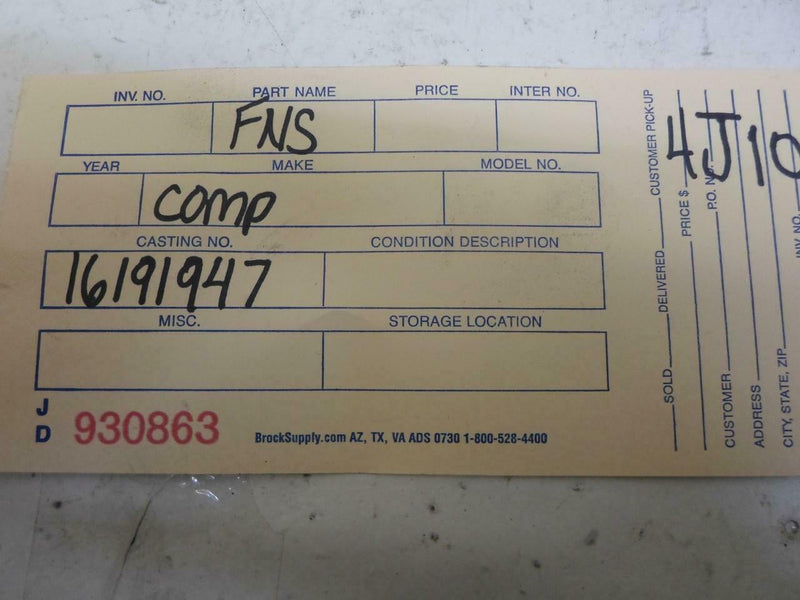 INV. NO. PART NAME PRICE INTER NO.
FNS
YEAR MAKE MODEL NO.
comp
CASTING NO. CONDITION DESCRIPTION
16191947
MISC. STORAGE LOCATION
J D 930863
BrockSupply.com AZ, TX, VA ADS 0730 1-800-528-4400
SOLD DELIVERED CUSTOMER PICK-UP
PRICE $
P.O. NO.
CUSTOMER
ADDRESS
CITY, STATE, ZIP
INV. NO.
4J10